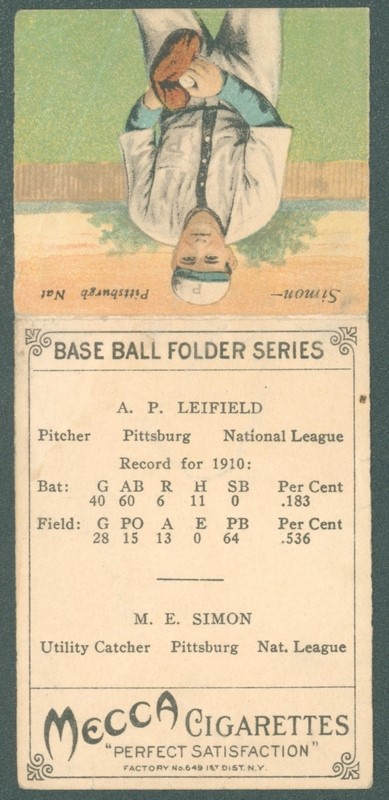 Simon—
Pittsburgh Nat
BASE BALL FOLDER SERIES
A. P. LEIFIELD
Pitcher Pittsburg National League
Record for 1910:
Bat: G AB R H SB Per Cent
40 60 6 11 0 .183
Field: G PO A E PB Per Cent
28 15 13 0 64 .536
M. E. SIMON
Utility Catcher Pittsburg Nat. League
MECCA CIGARETTES
"PERFECT SATISFACTION"
FACTORY No. 649 1ST DIST. N.Y.
P